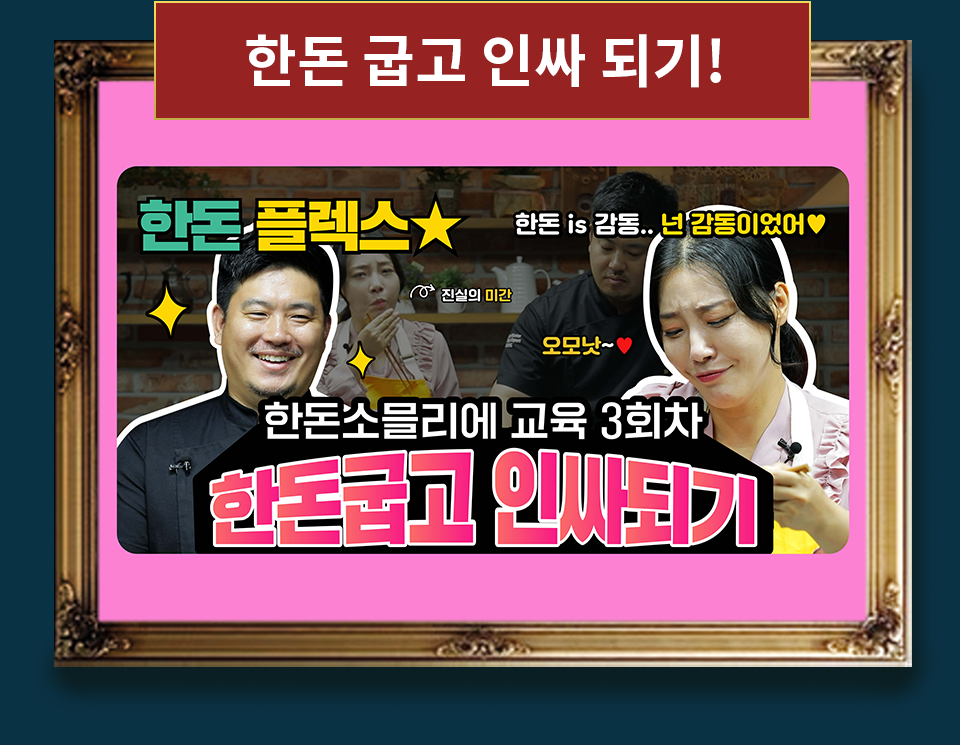 한돈 굽고 인싸 되기!
한돈 플렉스★
한돈 is 감동.. 넌 감동이었어♥
진실의 미간
오모낫~♥
한돈소믈리에 교육 3회차
한돈굽고 인싸되기